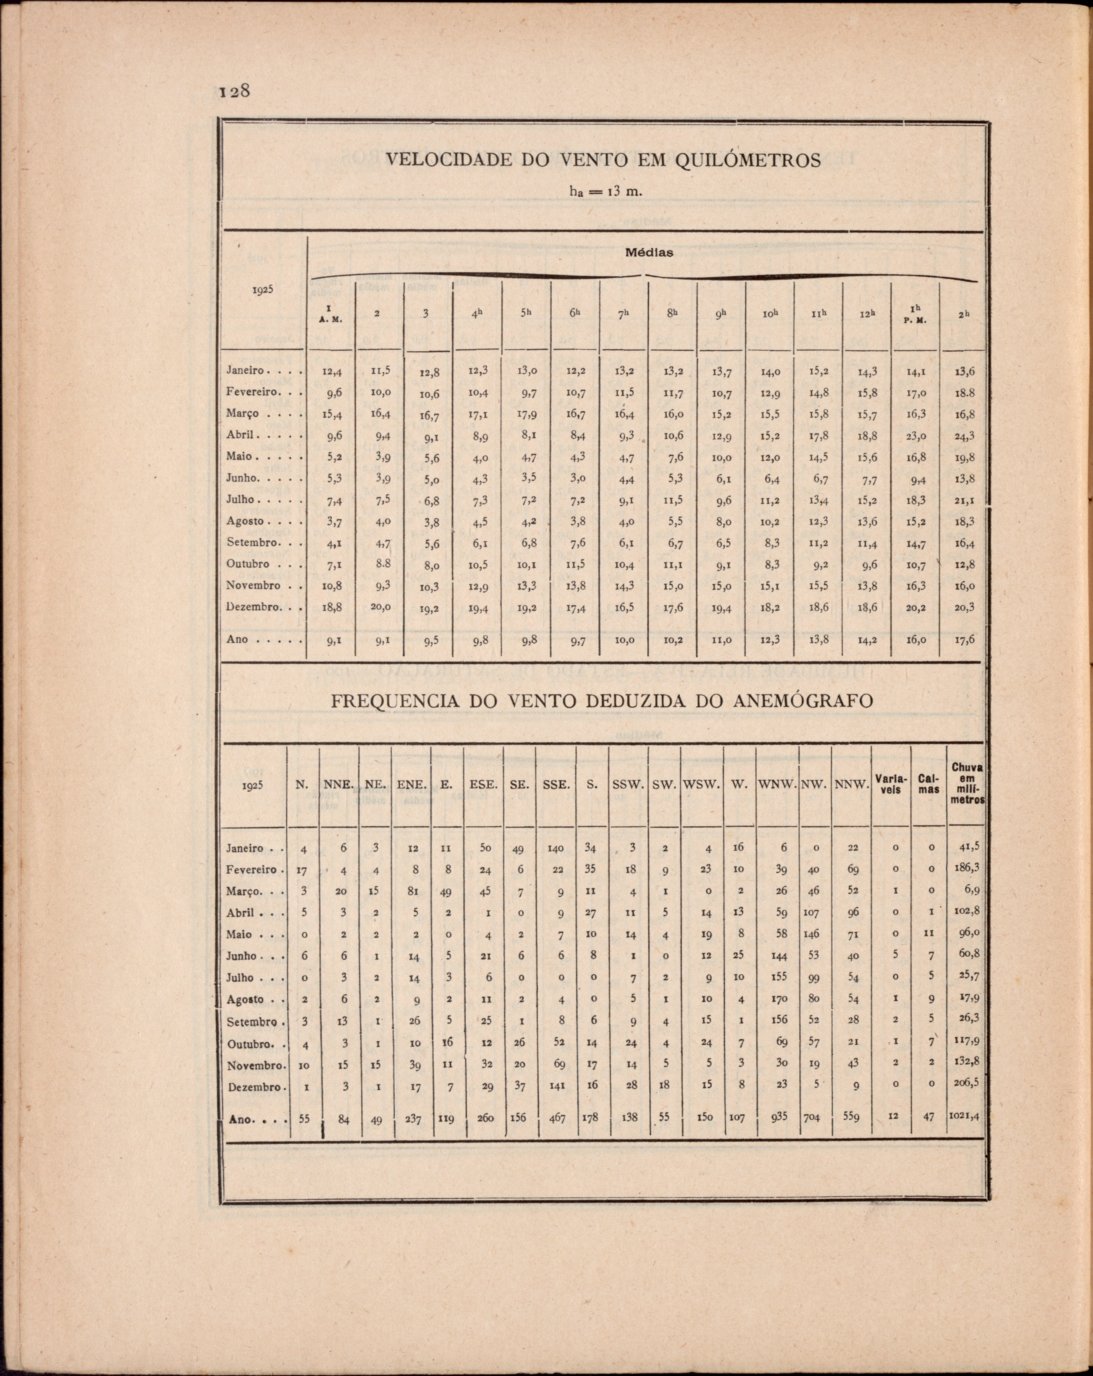 128
VELOCIDADE DO VENTO EM QUILÓMETROS
ha = 13 m.
Médias
1925 1 A. M. 2 3 4h 5h 6h 7h 8h 9h 10h 11h 12h 1h P. M. 2h
Janeiro. . . . 12,4 11,5 12,8 12,3 13,0 12,2 13,2 13,2 13,7 14,0 15,2 14,3 14,1 13,6
Fevereiro. . . 9,6 10,0 10,6 10,4 9,7 10,7 11,5 11,7 10,7 12,9 14,8 15,8 17,0 18.8
Março . . . . 15,4 16,4 16,7 17,1 17,9 16,7 16,4 16,0 15,2 15,5 15,8 15,7 16,3 16,8
Abril. . . . . 9,6 9,4 9,1 8,9 8,1 8,4 9,3 10,6 12,9 15,2 17,8 18,8 23,0 24,3
Maio . . . . . 5,2 3,9 5,6 4,0 4,7 4,3 4,7 7,6 10,0 12,0 14,5 15,6 16,8 19,8
Junho. . . . . 5,3 3,9 5,0 4,3 3,5 3,0 4,4 5,3 6,1 6,4 6,7 7,7 9,4 13,8
Julho . . . . . 7,4 7,5 6,8 7,3 7,2 7,2 9,1 11,5 9,6 11,2 13,4 15,2 18,3 21,1
Agosto . . . . 3,7 4,0 3,8 4,5 4,2 3,8 4,0 5,5 8,0 10,2 12,3 13,6 15,2 18,3
Setembro. . . 4,1 4,7 5,6 6,1 6,8 7,6 6,1 6,7 6,5 8,3 11,2 11,4 14,7 16,4
Outubro . . . 7,1 8.8 8,0 10,5 10,1 11,5 10,4 11,1 9,1 8,3 9,2 9,6 10,7 12,8
Novembro . . 10,8 9,3 10,3 12,9 13,3 13,8 14,3 15,0 15,0 15,1 15,5 13,8 16,3 16,0
Dezembro. . . 18,8 20,0 19,2 19,4 19,2 17,4 16,5 17,6 19,4 18,2 18,6 18,6 20,2 20,3
Ano . . . . . 9,1 9,1 9,5 9,8 9,8 9,7 10,0 10,2 11,0 12,3 13,8 14,2 16,0 17,6
FREQUENCIA DO VENTO DEDUZIDA DO ANEMÓGRAFO
1925 N. NNE. NE. ENE. E. ESE. SE. SSE. S. SSW. SW. WSW. W. WNW. NW. NNW. Varia-veis Cal-mas Chuva em milí-metros
Janeiro . . 4 6 3 12 11 50 49 140 34 3 2 4 16 6 0 22 0 0 41,5
Fevereiro . 17 4 4 8 8 24 6 22 35 18 9 23 10 39 40 69 0 0 186,3
Março. . . 3 20 15 81 49 45 7 9 11 4 1 0 2 26 46 52 1 0 6,9
Abril . . . 5 3 2 5 2 1 0 9 27 11 5 14 13 59 107 96 0 1 102,8
Maio . . . 0 2 2 2 0 4 2 7 10 14 4 19 8 58 146 71 0 11 96,0
Junho . . . 6 6 1 14 5 21 6 6 8 1 0 12 25 144 53 40 5 7 60,8
Julho . . . 0 3 2 14 3 6 0 0 0 7 2 9 10 155 99 54 0 5 25,7
Agosto . . 2 6 2 9 2 11 2 4 0 5 1 10 4 170 80 54 1 9 17,9
Setembro . 3 13 1 26 5 25 1 8 6 9 4 15 1 156 52 28 2 5 26,3
Outubro. . 4 3 1 10 16 12 26 52 14 24 4 24 7 69 57 21 1 7 117,9
Novembro. 10 15 15 39 11 32 20 69 17 14 5 5 3 30 19 43 2 2 132,8
Dezembro . 1 3 1 17 7 29 37 141 16 28 18 15 8 23 5 9 0 0 206,5
Ano. . . . 55 84 49 237 119 260 156 467 178 138 55 150 107 935 704 559 12 47 1021,4